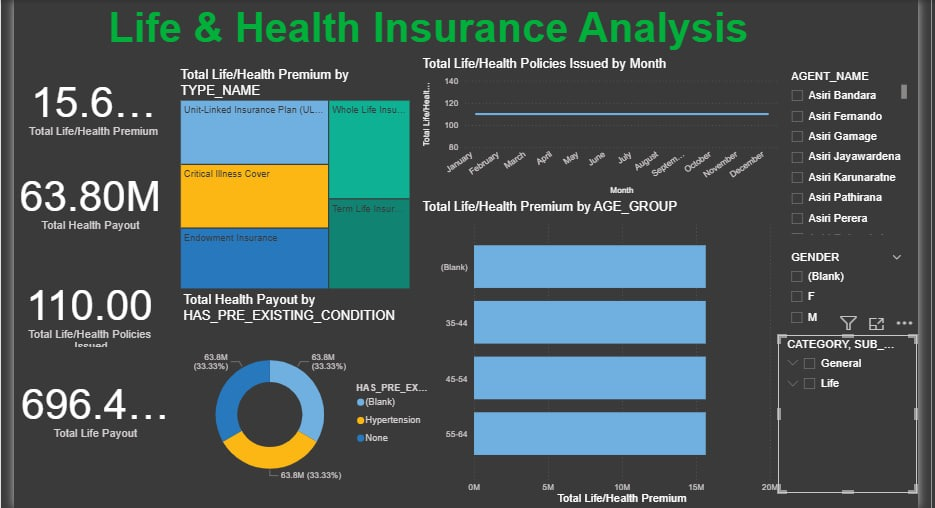 Life & Health Insurance Analysis
15.6…
Total Life/Health Premium
63.80M
Total Health Payout
110.00
Total Life/Health Policies
Issued
696.4…
Total Life Payout
Total Life/Health Premium by
TYPE_NAME
Unit-Linked Insurance Plan (UL…
Whole Life Insu…
Critical Illness Cover
Term Life Insur…
Endowment Insurance
Total Health Payout by
HAS_PRE_EXISTING_CONDITION
63.8M
(33.33%)
63.8M
(33.33%)
63.8M (33.33%)
HAS_PRE_EX…
(Blank)
Hypertension
None
Total Life/Health Policies Issued by Month
Total Life/Healt…
140
120
100
80
January
February
March
April
May
June
July
August
Septem…
October
November
December
Month
Total Life/Health Premium by AGE_GROUP
(Blank)
35-44
45-54
55-64
0M
5M
10M
15M
20M
Total Life/Health Premium
AGENT_NAME
Asiri Bandara
Asiri Fernando
Asiri Gamage
Asiri Jayawardena
Asiri Karunaratne
Asiri Pathirana
Asiri Perera
GENDER
(Blank)
F
M
CATEGORY, SUB_…
General
Life